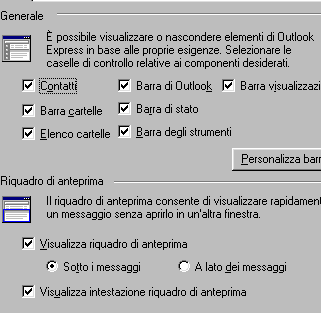 Generale
È possibile visualizzare o nascondere elementi di Outlook
Express in base alle proprie esigenze. Selezionare le
caselle di controllo relative ai componenti desiderati.
Contatti Barra di Outlook Barra visualizzazi
Barra cartelle Barra di stato
Elenco cartelle Barra degli strumenti
Personalizza barr
Riquadro di anteprima
Il riquadro di anteprima consente di visualizzare rapidament
un messaggio senza aprirlo in un'altra finestra.
Visualizza riquadro di anteprima
Sotto i messaggi A lato dei messaggi
Visualizza intestazione riquadro di anteprima